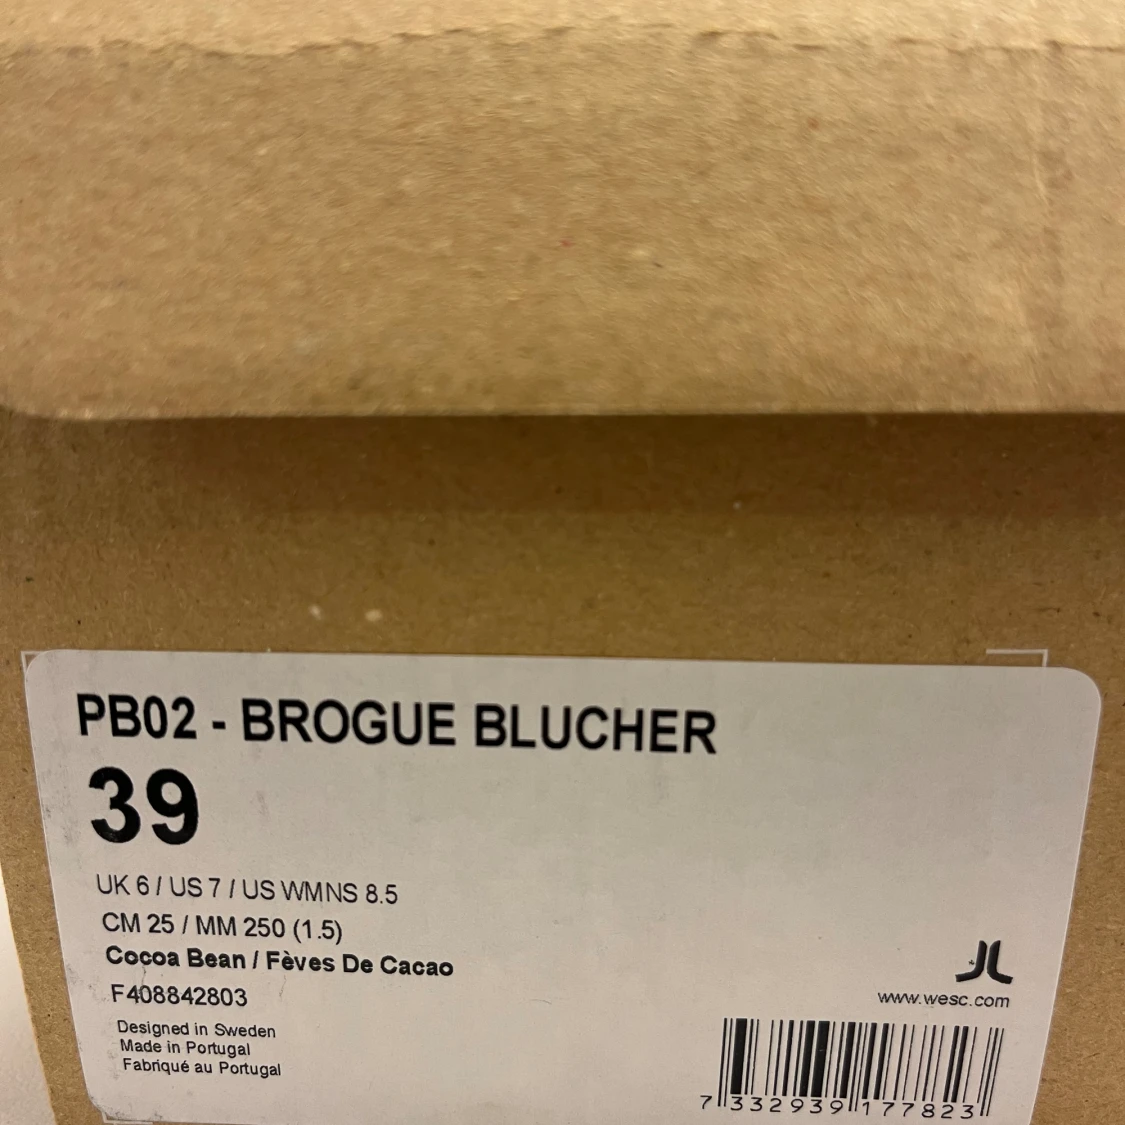 PB02 - BROGUE BLUCHER
39
UK 6 / US 7 / US WMNS 8.5
CM 25 / MM 250 (1.5)
Cocoa Bean / Fèves De Cacao
F408842803
Designed in Sweden
Made in Portugal
Fabriqué au Portugal
www.wesc.com
7 332939 177823